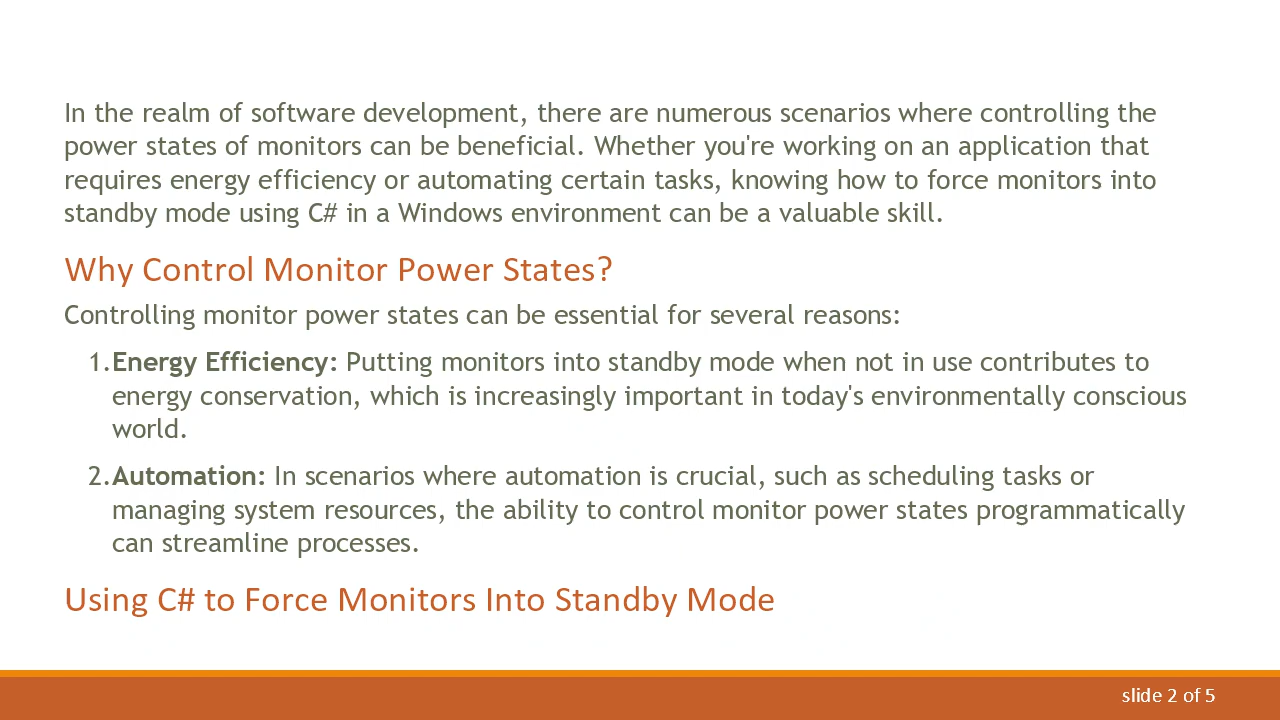 In the realm of software development, there are numerous scenarios where controlling the
power states of monitors can be beneficial. Whether you're working on an application that
requires energy efficiency or automating certain tasks, knowing how to force monitors into
standby mode using C# in a Windows environment can be a valuable skill.
Why Control Monitor Power States?
Controlling monitor power states can be essential for several reasons:
1.Energy Efficiency: Putting monitors into standby mode when not in use contributes to
energy conservation, which is increasingly important in today's environmentally conscious
world.
2.Automation: In scenarios where automation is crucial, such as scheduling tasks or
managing system resources, the ability to control monitor power states programmatically
can streamline processes.
Using C# to Force Monitors Into Standby Mode
slide 2 of 5